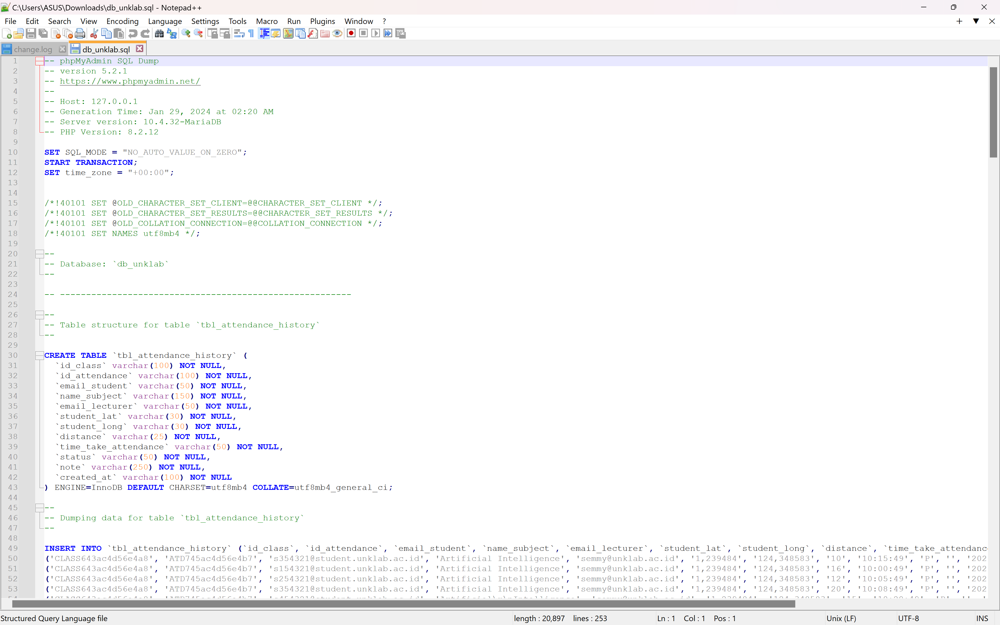 C:\Users\ASUS\Downloads\db_unklab.sql - Notepad++
File Edit Search View Encoding Language Settings Tools Macro Run Plugins Window ?
change.log db_unklab.sql
1 -- phpMyAdmin SQL Dump
2 -- version 5.2.1
3 -- https://www.phpmyadmin.net/
4 --
5 -- Host: 127.0.0.1
6 -- Generation Time: Jan 29, 2024 at 02:20 AM
7 -- Server version: 10.4.32-MariaDB
8 -- PHP Version: 8.2.12
9
10 SET SQL_MODE = "NO_AUTO_VALUE_ON_ZERO";
11 START TRANSACTION;
12 SET time_zone = "+00:00";
13
14
15 /*!40101 SET @OLD_CHARACTER_SET_CLIENT=@@CHARACTER_SET_CLIENT */;
16 /*!40101 SET @OLD_CHARACTER_SET_RESULTS=@@CHARACTER_SET_RESULTS */;
17 /*!40101 SET @OLD_COLLATION_CONNECTION=@@COLLATION_CONNECTION */;
18 /*!40101 SET NAMES utf8mb4 */;
19
20 --
21 -- Database: `db_unklab`
22 --
23
24 -- --------------------------------------------------------
25
26 --
27 -- Table structure for table `tbl_attendance_history`
28 --
29
30 CREATE TABLE `tbl_attendance_history` (
31 `id_class` varchar(100) NOT NULL,
32 `id_attendance` varchar(100) NOT NULL,
33 `email_student` varchar(50) NOT NULL,
34 `name_subject` varchar(150) NOT NULL,
35 `email_lecturer` varchar(50) NOT NULL,
36 `student_lat` varchar(30) NOT NULL,
37 `student_long` varchar(30) NOT NULL,
38 `distance` varchar(25) NOT NULL,
39 `time_take_attendance` varchar(50) NOT NULL,
40 `status` varchar(50) NOT NULL,
41 `note` varchar(250) NOT NULL,
42 `created_at` varchar(100) NOT NULL
43 ) ENGINE=InnoDB DEFAULT CHARSET=utf8mb4 COLLATE=utf8mb4_general_ci;
44
45 --
46 -- Dumping data for table `tbl_attendance_history`
47 --
48
49 INSERT INTO `tbl_attendance_history` (`id_class`, `id_attendance`, `email_student`, `name_subject`, `email_lecturer`, `student_lat`, `student_long`, `distance`, `time_take_attendanc
50 ('CLASS643ac4d56e4a8', 'ATD745ac4d56e4b7', 's354321@student.unklab.ac.id', 'Artificial Intelligence', 'semmy@unklab.ac.id', '1,239484', '124,348583', '10', '10:15:49', 'P', '', '202
51 ('CLASS643ac4d56e4a8', 'ATD745ac4d56e4b7', 's154321@student.unklab.ac.id', 'Artificial Intelligence', 'semmy@unklab.ac.id', '1,239484', '124,348583', '16', '10:00:49', 'P', '', '202
52 ('CLASS643ac4d56e4a8', 'ATD745ac4d56e4b7', 's254321@student.unklab.ac.id', 'Artificial Intelligence', 'semmy@unklab.ac.id', '1,239484', '124,348583', '12', '10:05:49', 'P', '', '202
53 ('CLASS643ac4d56e4a8', 'ATD745ac4d56e4b7', 's354321@student.unklab.ac.id', 'Artificial Intelligence', 'semmy@unklab.ac.id', '1,239484', '124,348583', '20', '10:08:49', 'P', '', '202
Structured Query Language file length : 20,897 lines : 253 Ln : 1 Col : 1 Pos : 1 Unix (LF) UTF-8 INS